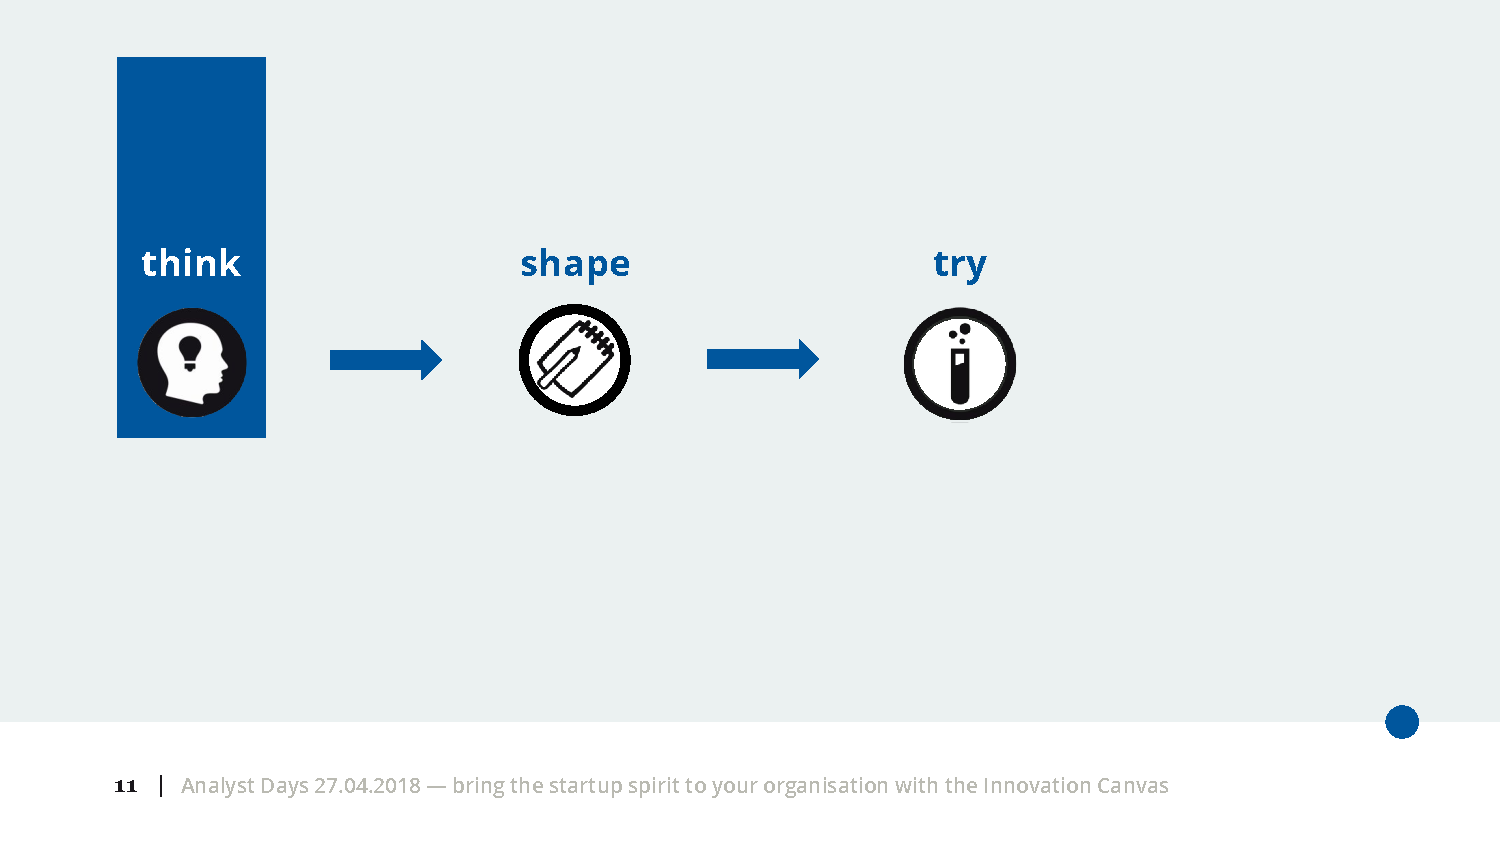 think
shape
try
11 | Analyst Days 27.04.2018 — bring the startup spirit to your organisation with the Innovation Canvas